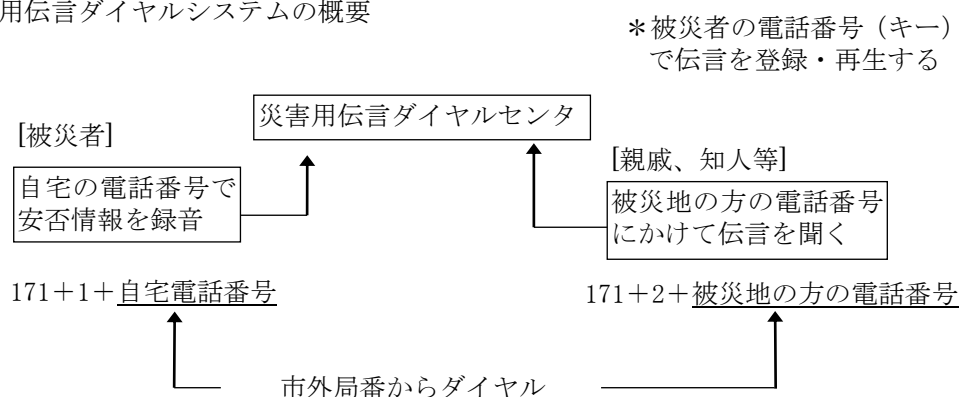 用伝言ダイヤルシステムの概要
＊被災者の電話番号（キー）
で伝言を登録・再生する
災害用伝言ダイヤルセンタ
[被災者]
自宅の電話番号で
安否情報を録音
[親戚、知人等]
被災地の方の電話番号
にかけて伝言を聞く
171＋1＋自宅電話番号
171＋2＋被災地の方の電話番号
市外局番からダイヤル